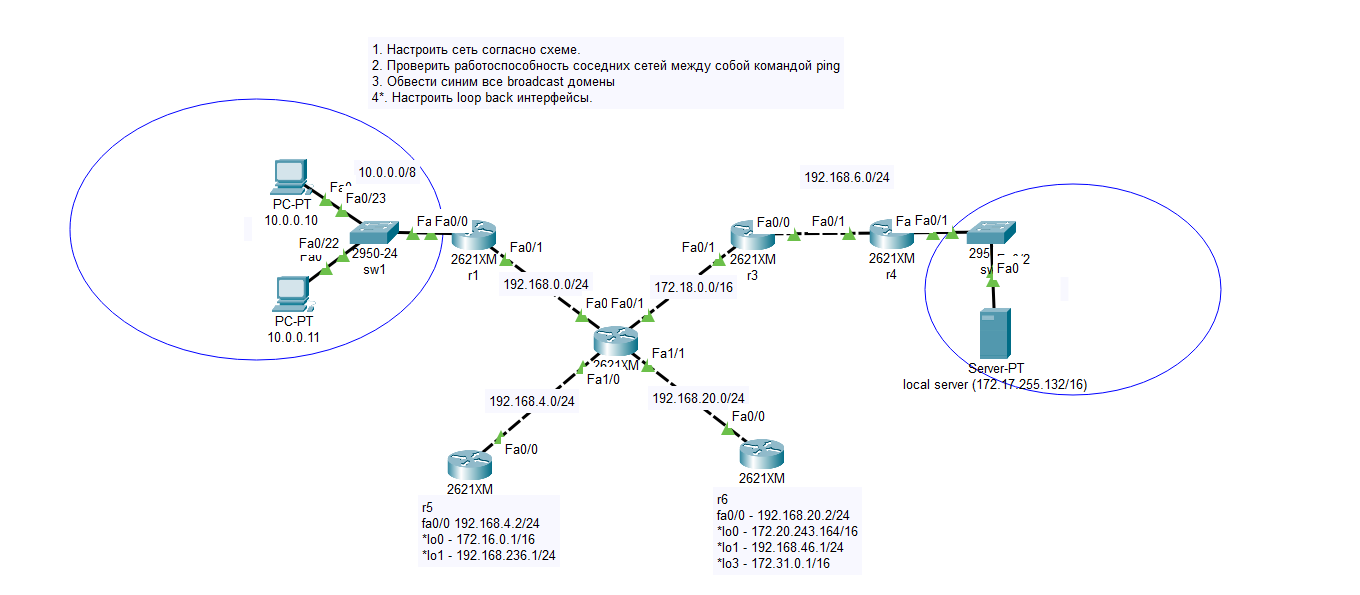 1. Настроить сеть согласно схеме.
2. Проверить работоспособность соседних сетей между собой командой ping
3. Обвести синим все broadcast домены
4*. Настроить loop back интерфейсы.
10.0.0.0/8
Fa0/23
PC-PT
10.0.0.10
Fa0/22
Fa0
PC-PT
10.0.0.11
2950-24
sw1
Fa Fa0/0
2621XM
r1
Fa0/1
192.168.0.0/24
Fa0 Fa0/1
2621XM
172.18.0.0/16
Fa0/1
Fa0/0
2621XM
r3
192.168.6.0/24
Fa0/1
Fa Fa0/1
2621XM
r4
Fa0
Server-PT
local server (172.17.255.132/16)
Fa1/0
Fa1/1
192.168.4.0/24
192.168.20.0/24
Fa0/0
Fa0/0
2621XM
r5
fa0/0 192.168.4.2/24
*lo0 - 172.16.0.1/16
*lo1 - 192.168.236.1/24
2621XM
r6
fa0/0 - 192.168.20.2/24
*lo0 - 172.20.243.164/16
*lo1 - 192.168.46.1/24
*lo3 - 172.31.0.1/16